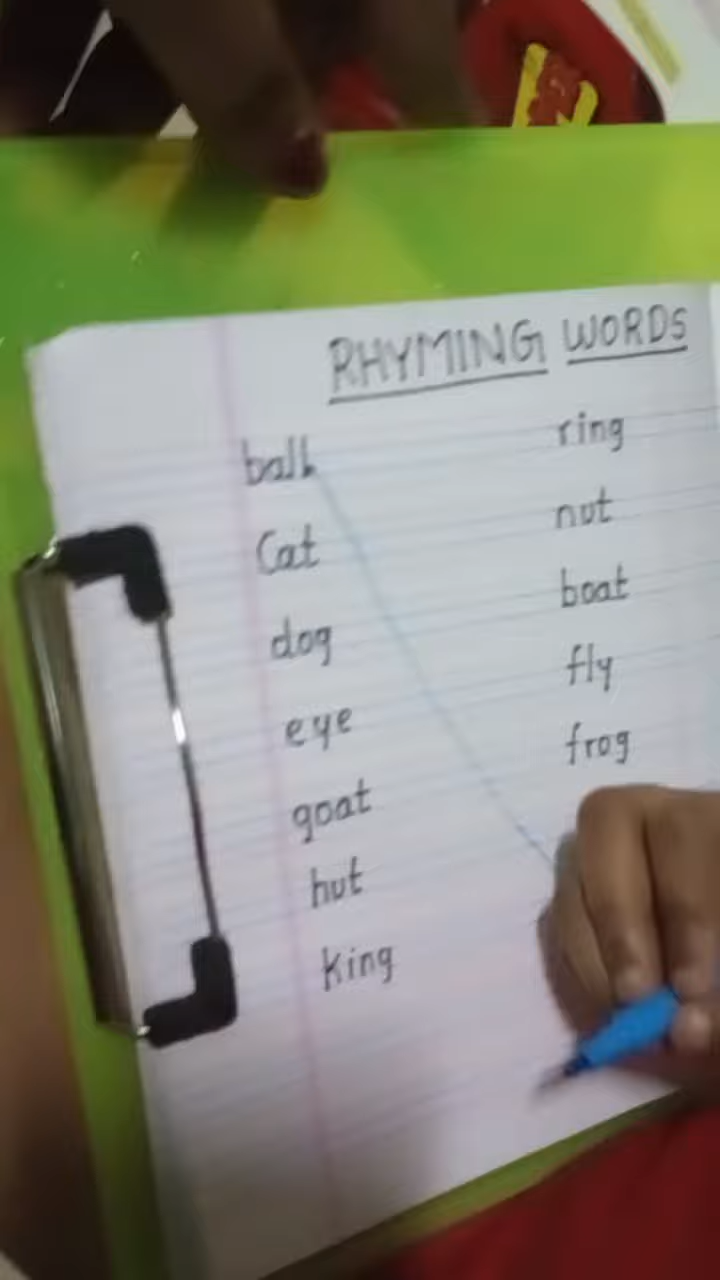 RHYMING WORDS
ball ring
Cat nut
dog boat
eye fly
goat frog
hut
King